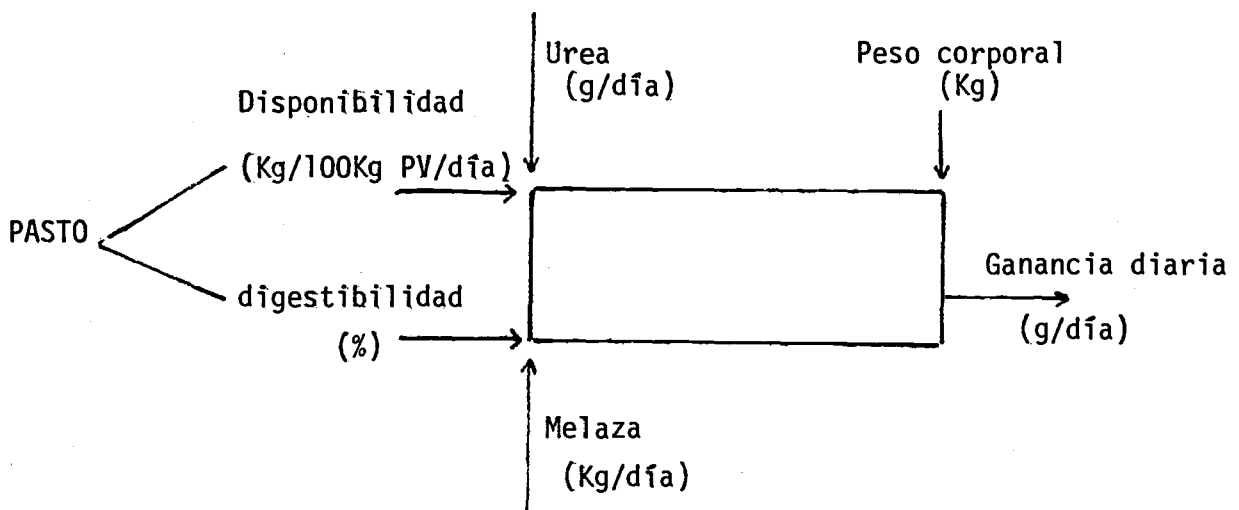 Urea
(g/día)
Peso corporal
(Kg)
Disponibilidad
(Kg/100Kg PV/día)
PASTO
digestibilidad
(%)
Ganancia diaria
(g/día)
Melaza
(Kg/día)